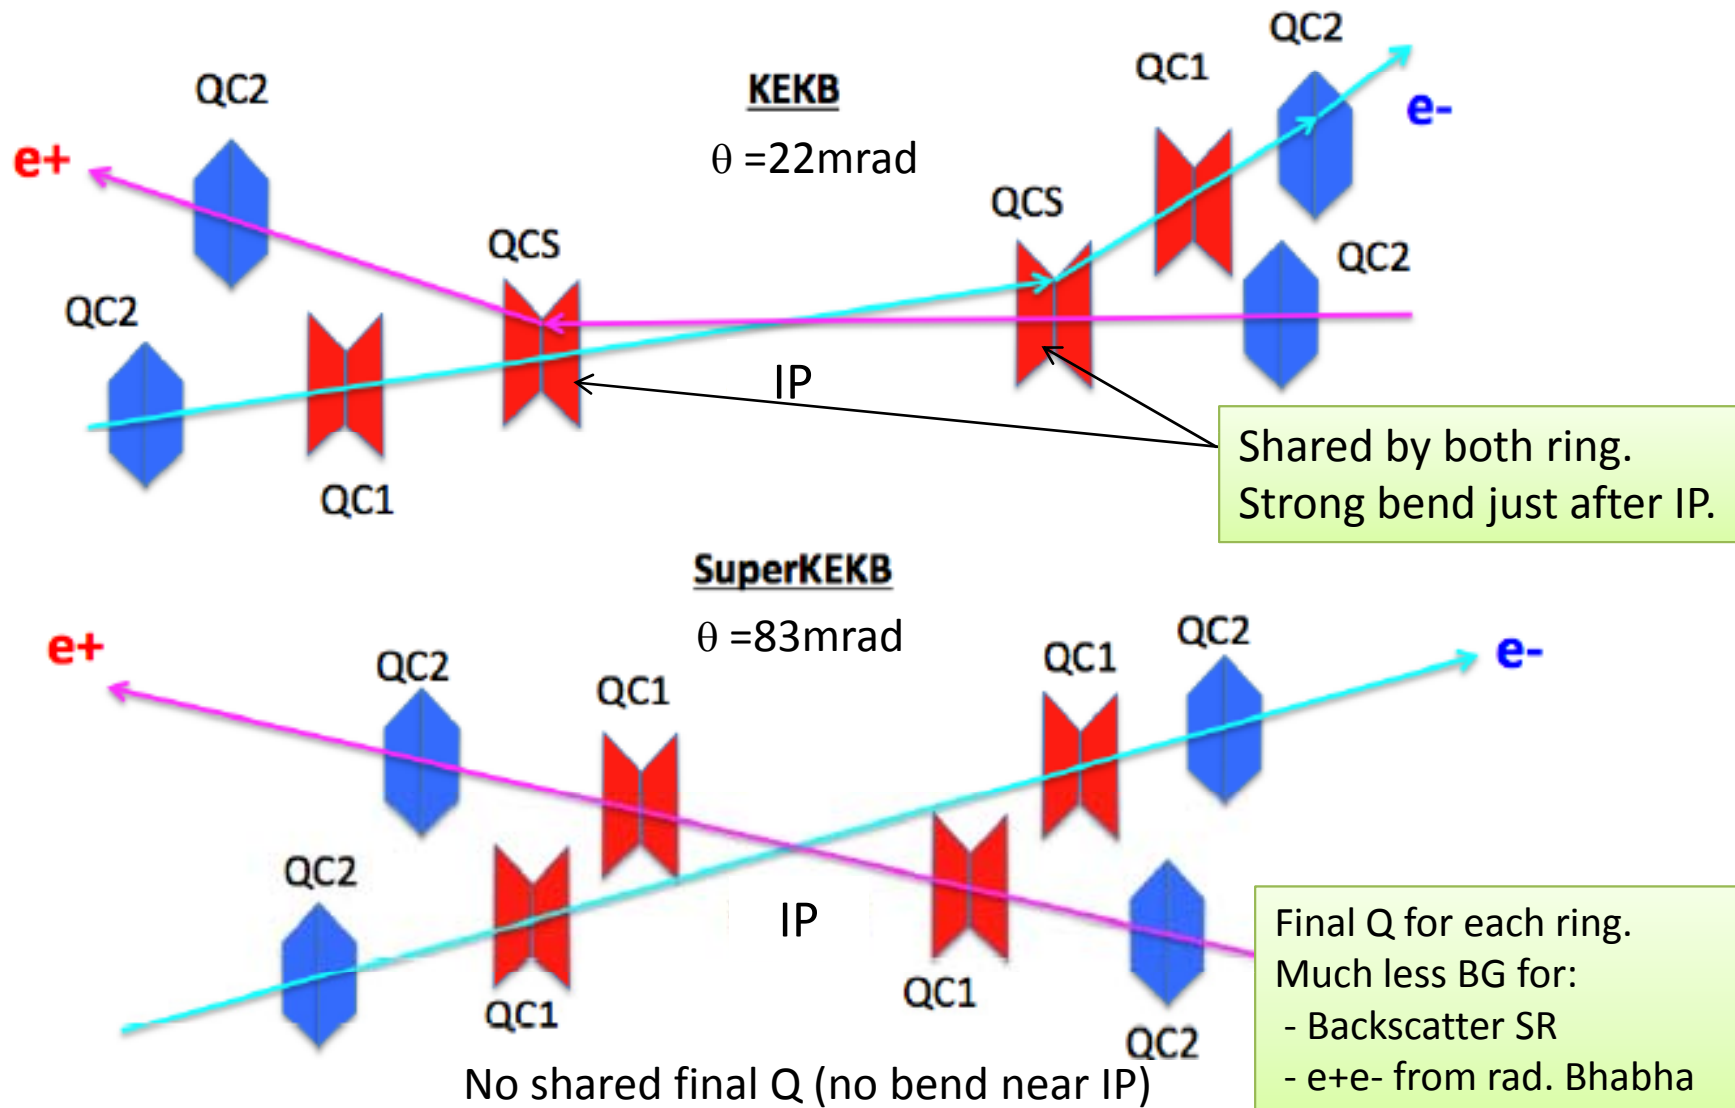 QC2
KEKB
θ =22mrad
QC1
QC2
e-
e+
QCS
QCS
QC2
QC2
IP
QC1
Shared by both ring.
Strong bend just after IP.
SuperKEKB
θ =83mrad
e+
QC2
QC1
QC1
QC2
e-
QC2
IP
QC1
QC1
QC2
Final Q for each ring.
Much less BG for:
- Backscatter SR
- e+e- from rad. Bhabha
No shared final Q (no bend near IP)